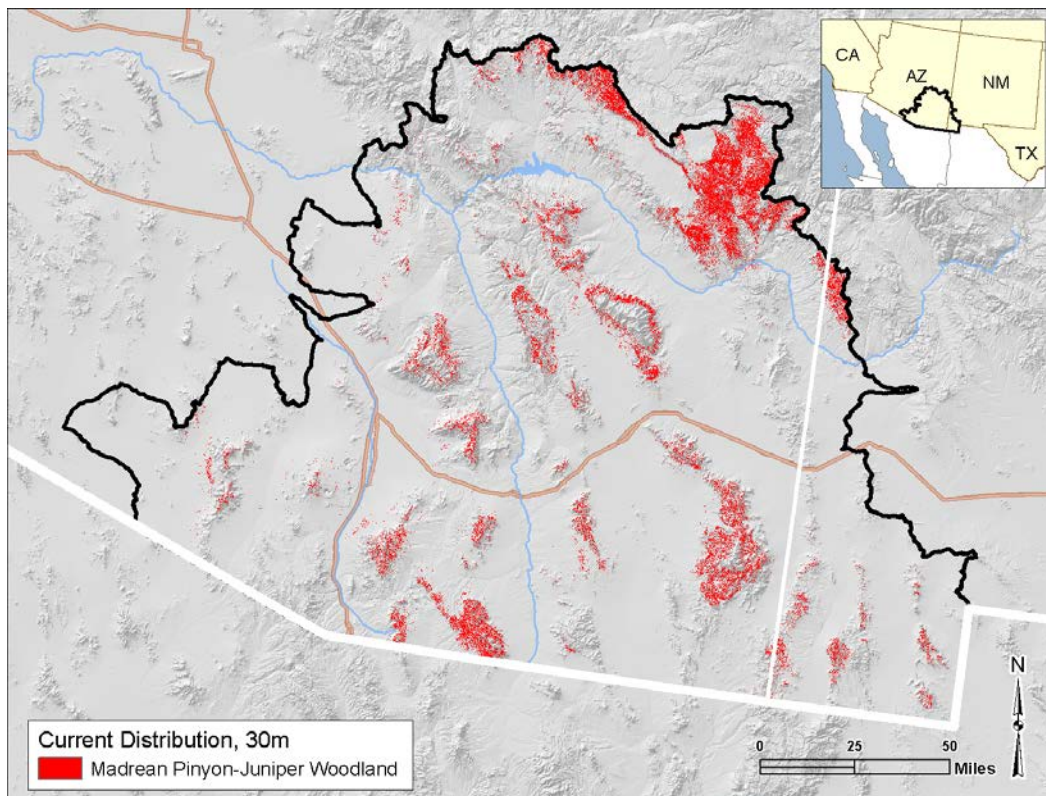 CA
AZ
NM
TX
Current Distribution, 30m
Madrean Pinyon-Juniper Woodland
N
0 25 50
Miles